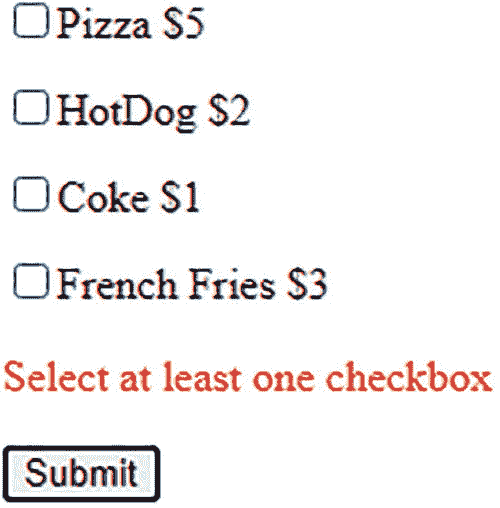 Pizza $5
HotDog $2
Coke $1
French Fries $3
Select at least one checkbox
Submit